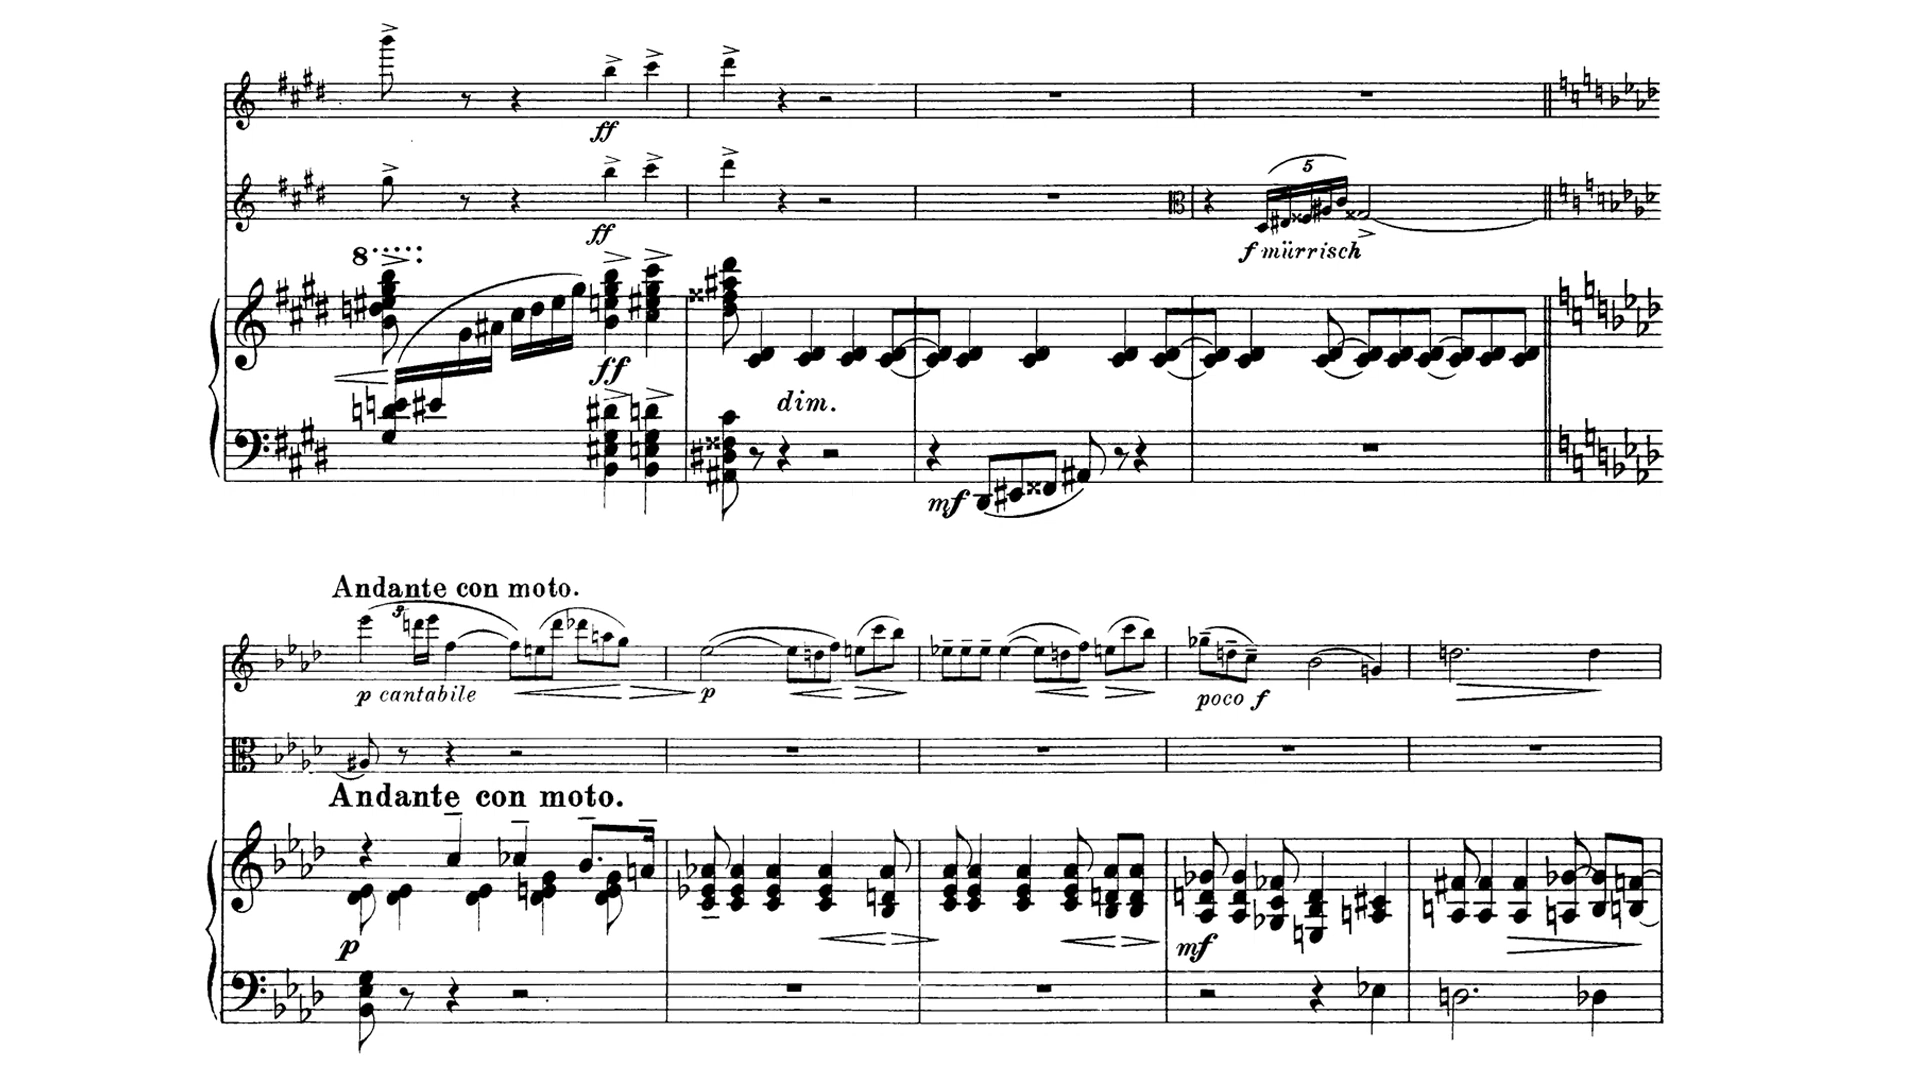 ff
5
ff
f mürrisch
8
ff
dim.
mf
Andante con moto.
3
p cantabile
p
poco f
Andante con moto.
p
mf